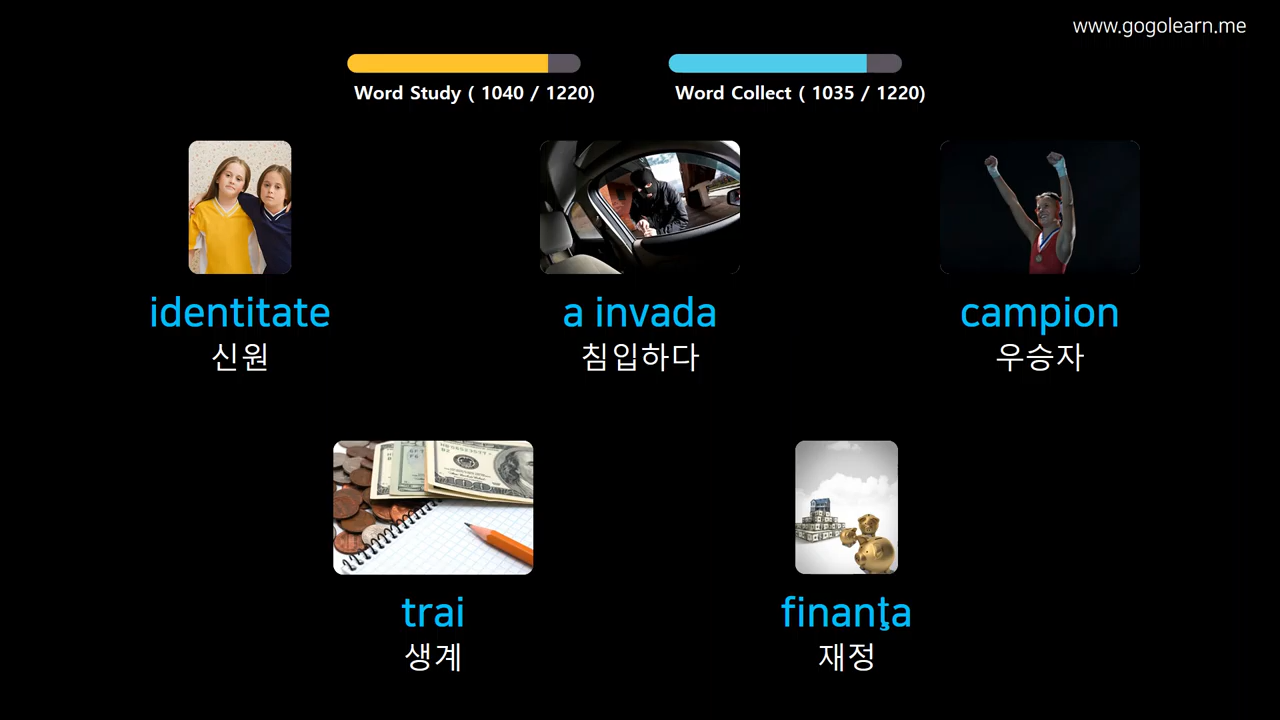 www.gogolearn.me
Word Study ( 1040 / 1220)
Word Collect ( 1035 / 1220)
identitate
신원
a invada
침입하다
campion
우승자
trai
생계
finanţa
재정